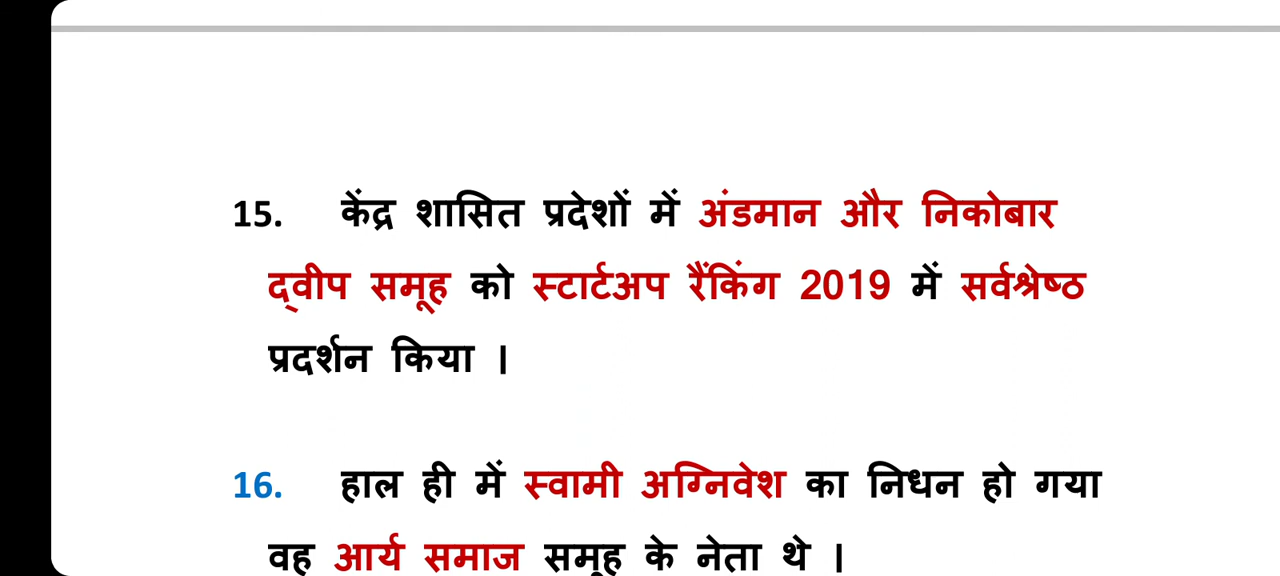 15. केंद्र शासित प्रदेशों में अंडमान और निकोबार
द्वीप समूह को स्टार्टअप रैंकिंग 2019 में सर्वश्रेष्ठ
प्रदर्शन किया ।
16. हाल ही में स्वामी अग्निवेश का निधन हो गया
वह आर्य समाज समूह के नेता थे ।